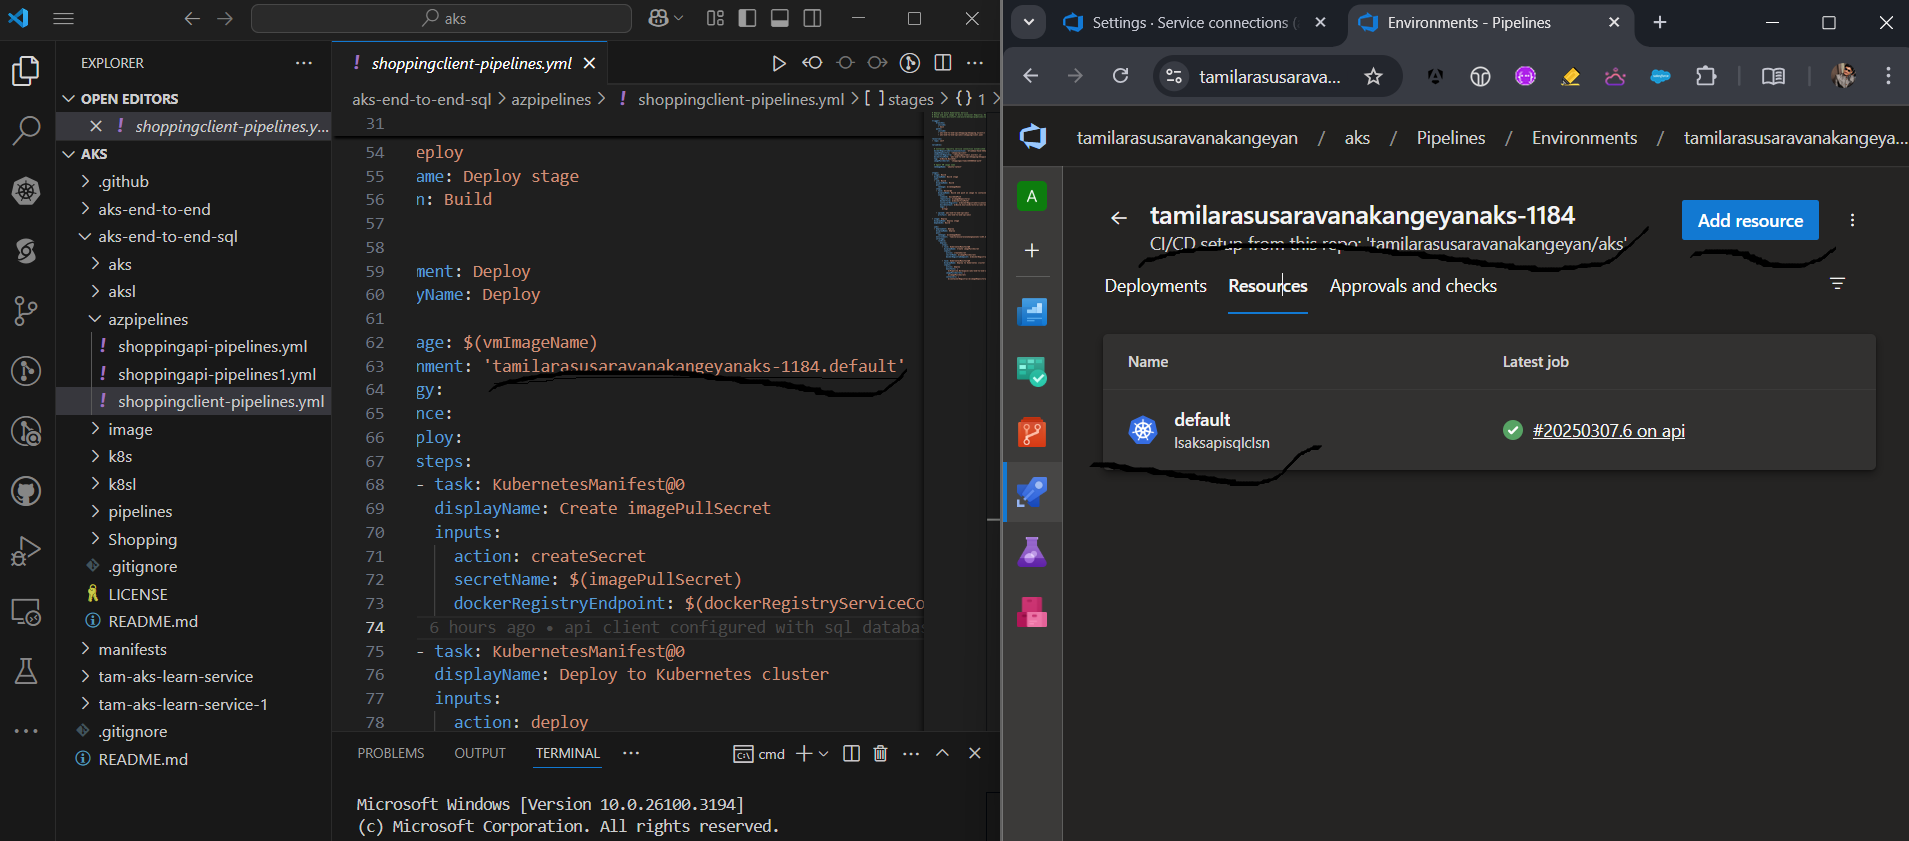 aks
EXPLORER
OPEN EDITORS
shoppingclient-pipelines.y...
AKS
.github
aks-end-to-end
aks-end-to-end-sql
aks
aksl
azpipelines
shoppingapi-pipelines.yml
shoppingapi-pipelines1.yml
shoppingclient-pipelines.yml
image
k8s
k8sl
pipelines
Shopping
.gitignore
LICENSE
README.md
manifests
tam-aks-learn-service
tam-aks-learn-service-1
.gitignore
README.md
shoppingclient-pipelines.yml
aks-end-to-end-sql > azpipelines > ! shoppingclient-pipelines.yml > [ ] stages > {} 1 >
31
54 eploy
55 ame: Deploy stage
56 n: Build
57
58
59 ment: Deploy
60 yName: Deploy
61
62 age: $(vmImageName)
63 nment: 'tamilarasusaravanakangeyanaks-1184.default'
64 gy:
65 nce:
66 ploy:
67 steps:
68 - task: KubernetesManifest@0
69 displayName: Create imagePullSecret
70 inputs:
71 action: createSecret
72 secretName: $(imagePullSecret)
73 dockerRegistryEndpoint: $(dockerRegistryServiceCo
74 6 hours ago • api client configured with sql databas
75 - task: KubernetesManifest@0
76 displayName: Deploy to Kubernetes cluster
77 inputs:
78 action: deploy
PROBLEMS OUTPUT TERMINAL ... cmd
Microsoft Windows [Version 10.0.26100.3194]
(c) Microsoft Corporation. All rights reserved.
Settings · Service connections (
Environments - Pipelines
tamilarasusarava...
tamilarasusaravanakangeyan / aks / Pipelines / Environments / tamilarasusaravanakangeya...
A
tamilarasusaravanakangeyanaks-1184
Add resource
CI/CD setup from this repo: 'tamilarasusaravanakangeyan/aks'
Deployments Resources Approvals and checks
Name Latest job
default
lsaksapisqlclsn
#20250307.6 on api